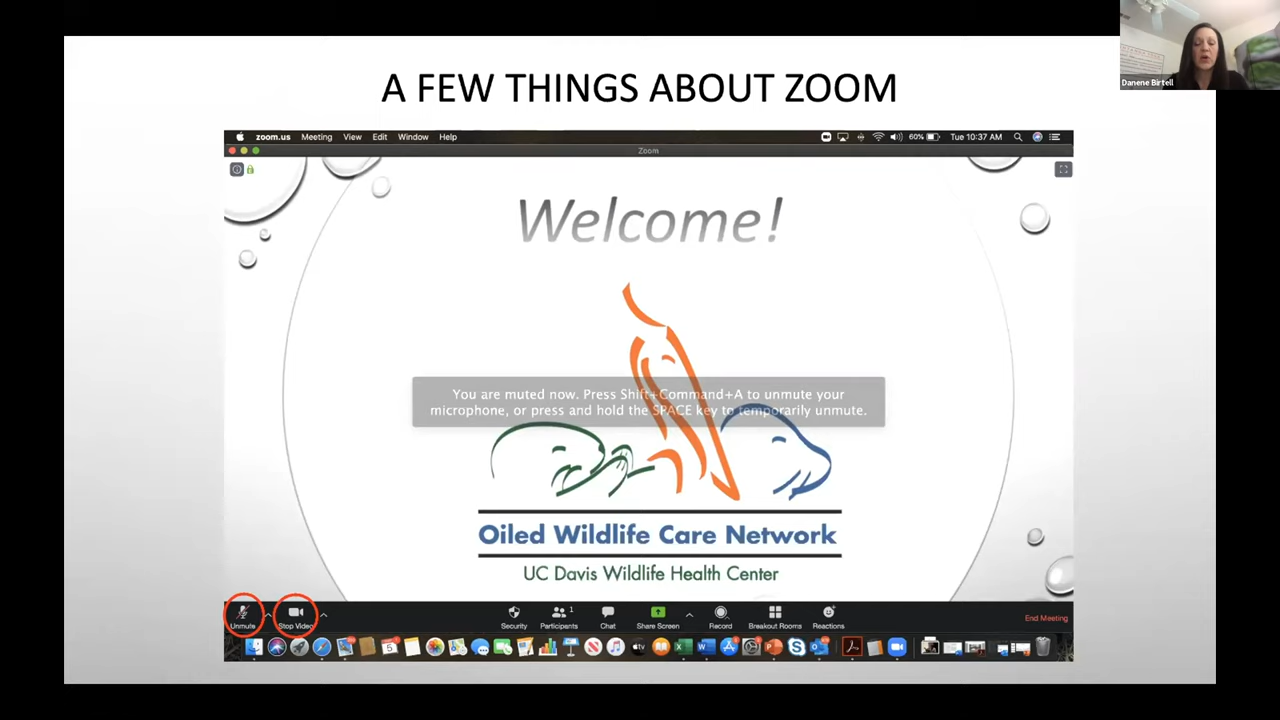 A FEW THINGS ABOUT ZOOM
Danene Birtell
zoom.us Meeting View Edit Window Help
60% Tue 10:37 AM
Zoom
Welcome!
You are muted now. Press Shift+Command+A to unmute your
microphone, or press and hold the SPACE key to temporarily unmute.
Oiled Wildlife Care Network
UC Davis Wildlife Health Center
1
Unmute Stop Video Security Participants Chat Share Screen Record Breakout Rooms Reactions End Meeting
5